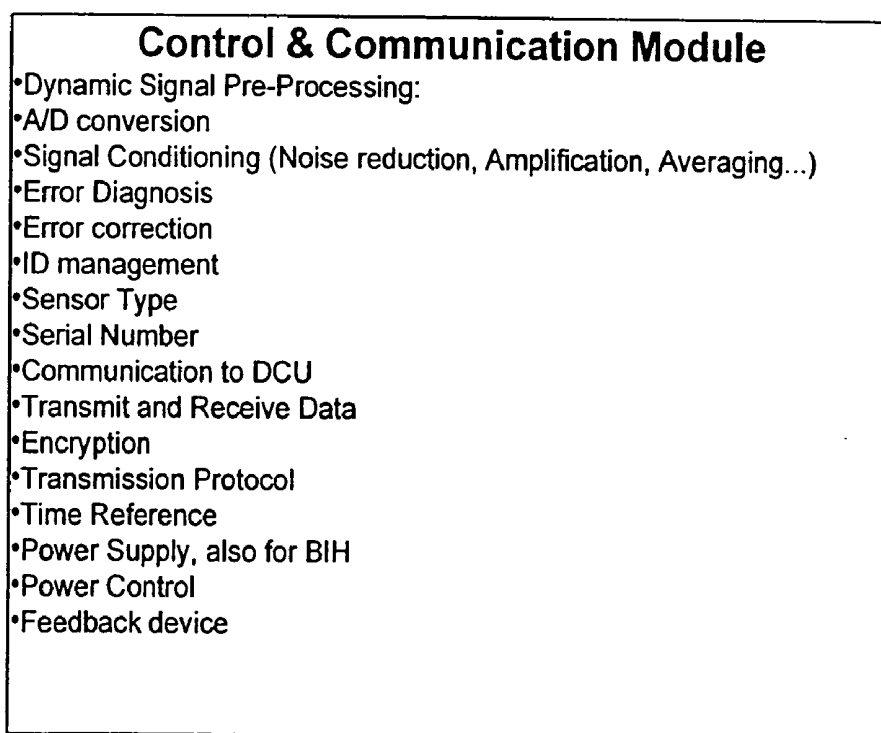 Control & Communication Module
•Dynamic Signal Pre-Processing:
•A/D conversion
•Signal Conditioning (Noise reduction, Amplification, Averaging...)
•Error Diagnosis
•Error correction
•ID management
•Sensor Type
•Serial Number
•Communication to DCU
•Transmit and Receive Data
•Encryption
•Transmission Protocol
•Time Reference
•Power Supply, also for BIH
•Power Control
•Feedback device